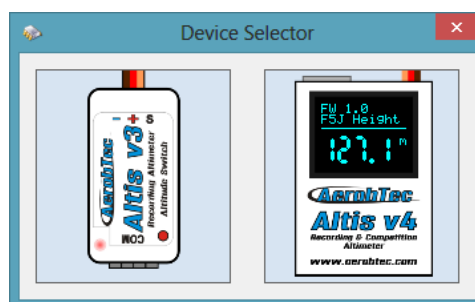 Device Selector
- + S
AerobTec
Altis v3
Recording Altimeter
Altitude Switch
COM
FW 1.0
F5J Height
127.1 m
AerobTec
Altis v4
Recording & Competition
Altimeter
www.aerobtec.com